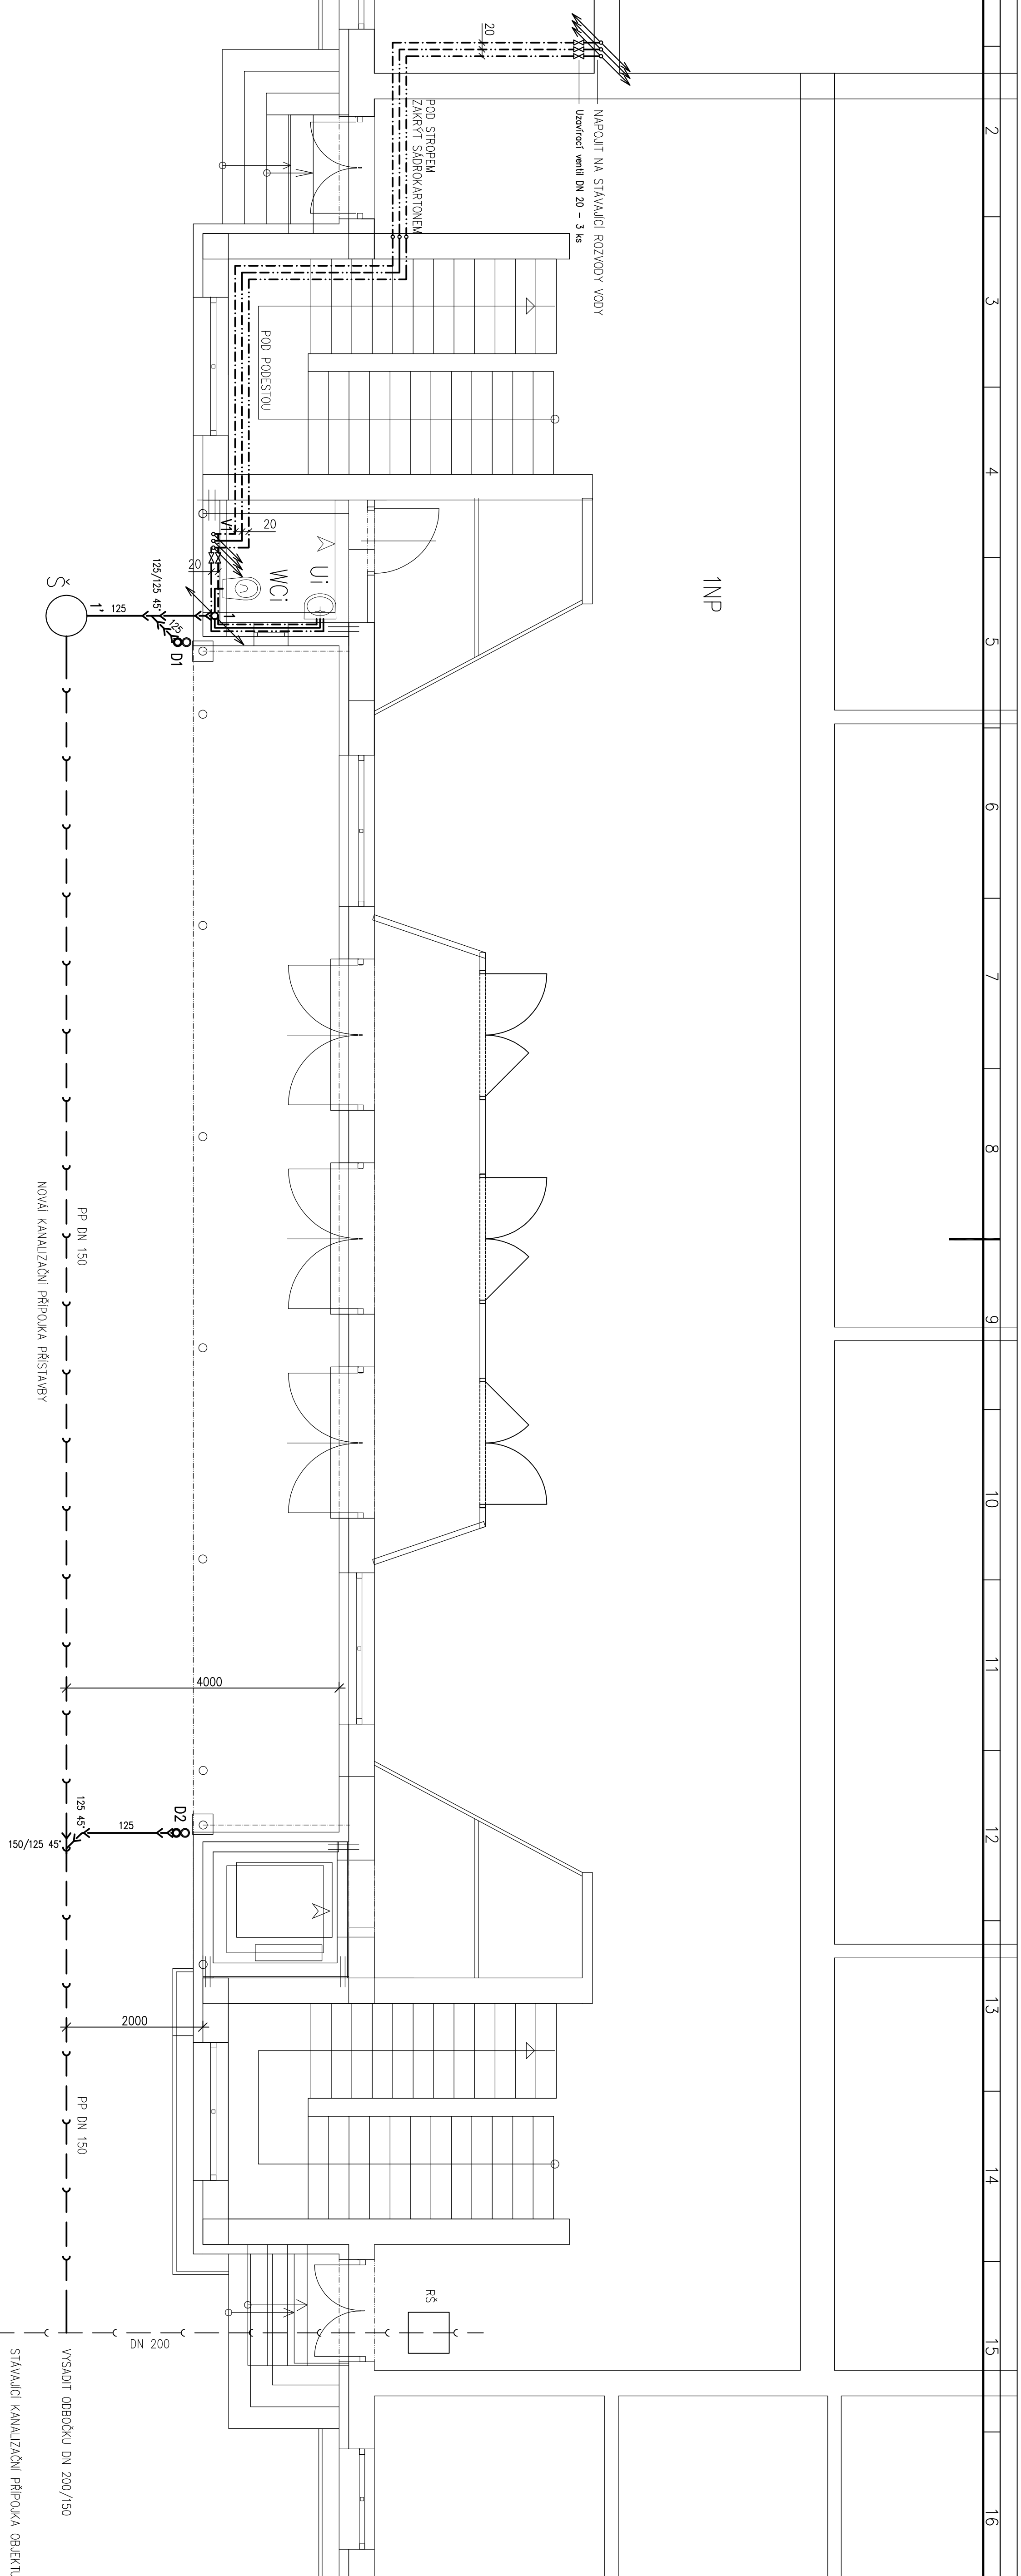 2
3
4
5
6
7
8
9
10
11
12
13
14
15
16
NAPOJIT NA STÁVAJÍCÍ ROZVODY VODY
Uzavírací ventil DN 20 - 3 ks
20
POD STROPEM
ZAKRÝT SÁDROKARTONEM
POD PODESTOU
1NP
V1
20
20
Ui
WCi
1
125/125 45°
125
D1
125
1'
Š
PP DN 150
NOVÁÍ KANALIZAČNÍ PŘÍPOJKA PŘÍSTAVBY
4000
D2
125
125 45°
150/125 45°
2000
PP DN 150
RŠ
DN 200
VYSADIT ODBOČKU DN 200/150
STÁVAJÍCÍ KANALIZAČNÍ PŘÍPOJKA OBJEKTU